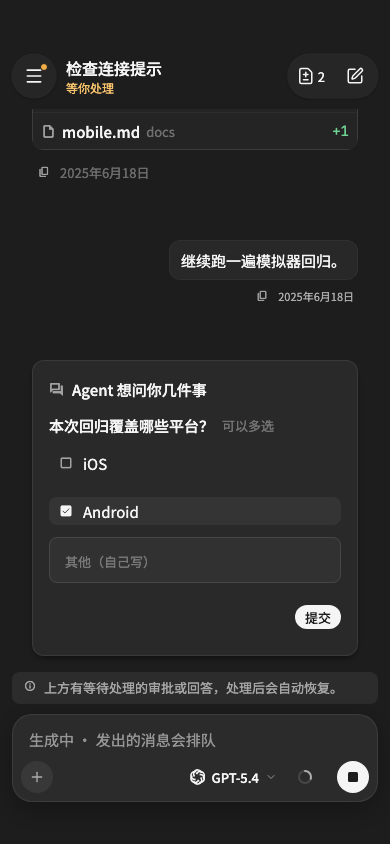 检查连接提示
等你处理
2
mobile.md docs +1
2025年6月18日
继续跑一遍模拟器回归。
2025年6月18日
Agent 想问你几件事
本次回归覆盖哪些平台？ 可以多选
iOS
Android
其他（自己写）
提交
上方有等待处理的审批或回答，处理后会自动恢复。
生成中 · 发出的消息会排队
GPT-5.4